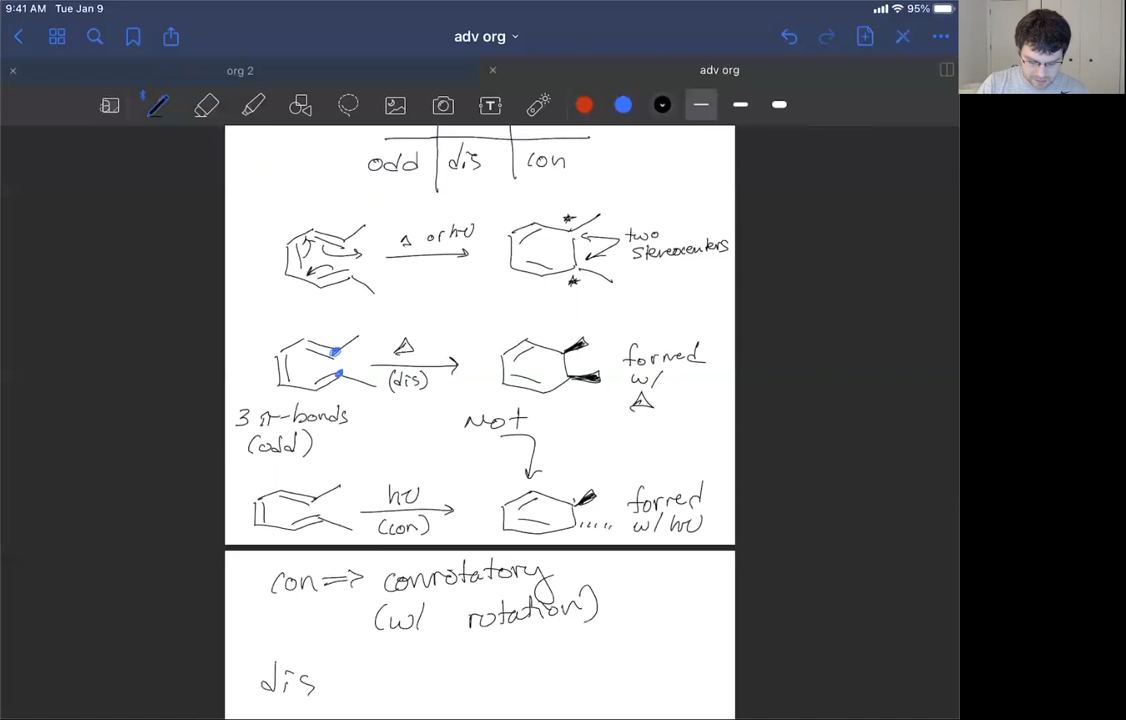 9:41 AM Tue Jan 9
95%
adv org
org 2
adv org
odd dis con
Δ or hν
two
stereocenters
Δ
(dis)
formed
w/
Δ
3 π-bonds
(odd)
Not
hν
(con)
formed
w/ hν
con => conrotatory
(w/ rotation)
dis